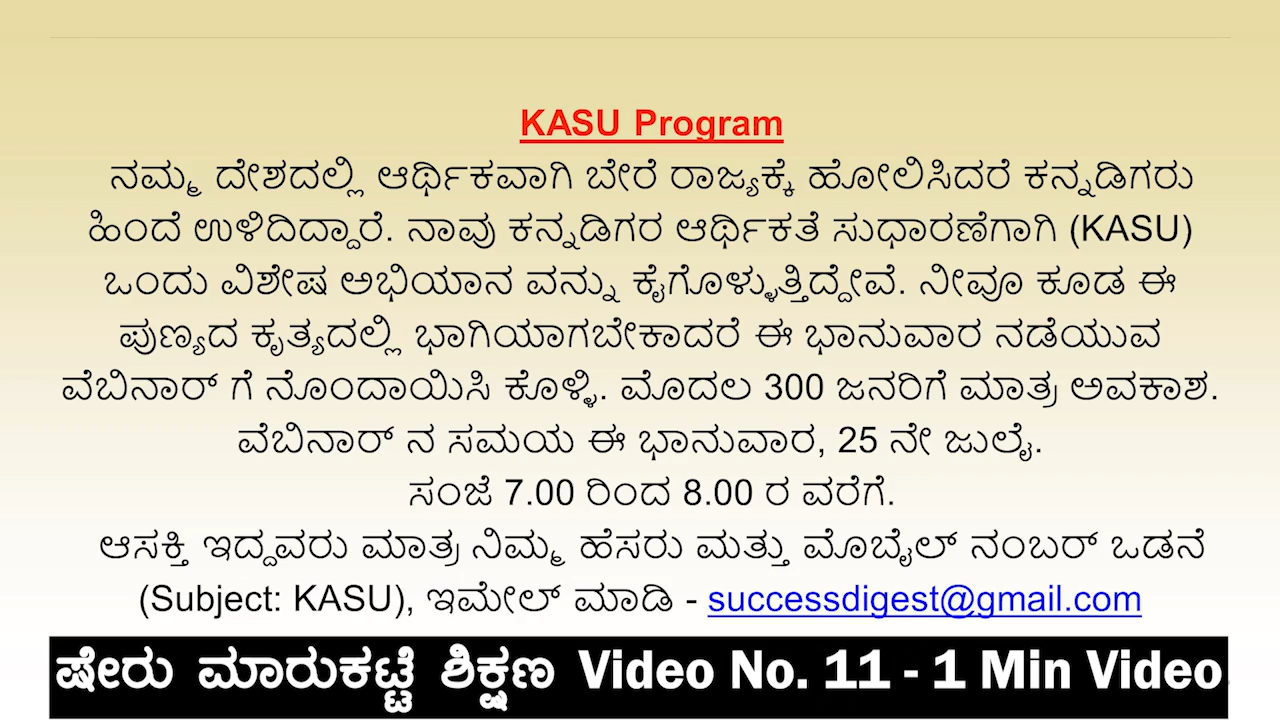 KASU Program
ನಮ್ಮ ದೇಶದಲ್ಲಿ ಆರ್ಥಿಕವಾಗಿ ಬೇರೆ ರಾಜ್ಯಕ್ಕೆ ಹೋಲಿಸಿದರೆ ಕನ್ನಡಿಗರು
ಹಿಂದೆ ಉಳಿದಿದ್ದಾರೆ. ನಾವು ಕನ್ನಡಿಗರ ಆರ್ಥಿಕತೆ ಸುಧಾರಣೆಗಾಗಿ (KASU)
ಒಂದು ವಿಶೇಷ ಅಭಿಯಾನ ವನ್ನು ಕೈಗೊಳ್ಳುತ್ತಿದ್ದೇವೆ. ನೀವೂ ಕೂಡ ಈ
ಪುಣ್ಯದ ಕೃತ್ಯದಲ್ಲಿ ಭಾಗಿಯಾಗಬೇಕಾದರೆ ಈ ಭಾನುವಾರ ನಡೆಯುವ
ವೆಬಿನಾರ್ ಗೆ ನೊಂದಾಯಿಸಿ ಕೊಳ್ಳಿ. ಮೊದಲ 300 ಜನರಿಗೆ ಮಾತ್ರ ಅವಕಾಶ.
ವೆಬಿನಾರ್ ನ ಸಮಯ ಈ ಭಾನುವಾರ, 25 ನೇ ಜುಲೈ.
ಸಂಜೆ 7.00 ರಿಂದ 8.00 ರ ವರೆಗೆ.
ಆಸಕ್ತಿ ಇದ್ದವರು ಮಾತ್ರ ನಿಮ್ಮ ಹೆಸರು ಮತ್ತು ಮೊಬೈಲ್ ನಂಬರ್ ಒಡನೆ
(Subject: KASU), ಇಮೇಲ್ ಮಾಡಿ - successdigest@gmail.com
ಷೇರು ಮಾರುಕಟ್ಟೆ ಶಿಕ್ಷಣ Video No. 11 - 1 Min Video